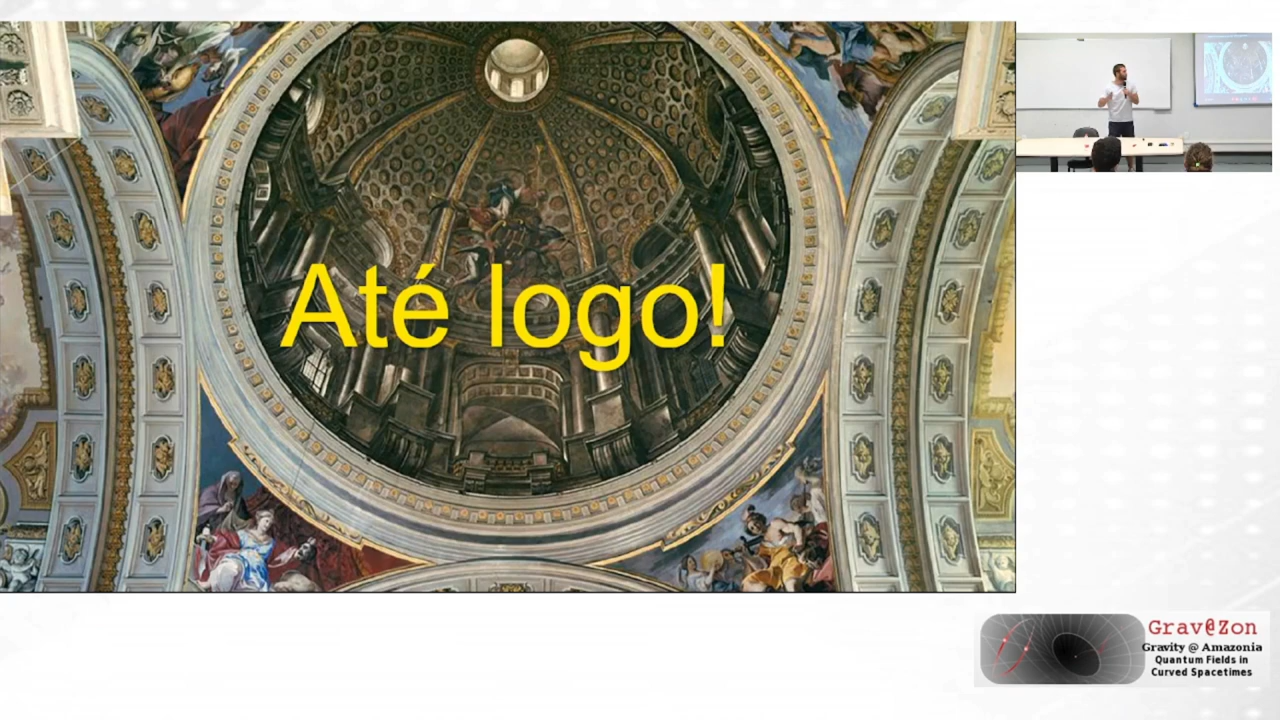 Até logo!
Grav@Zon
Gravity @ Amazonia
Quantum Fields in
Curved Spacetimes